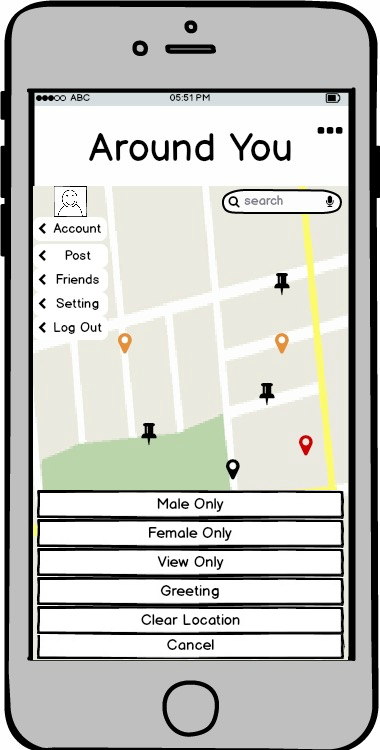 ABC 05:51 PM
Around You
search
Account
Post
Friends
Setting
Log Out
Male Only
Female Only
View Only
Greeting
Clear Location
Cancel